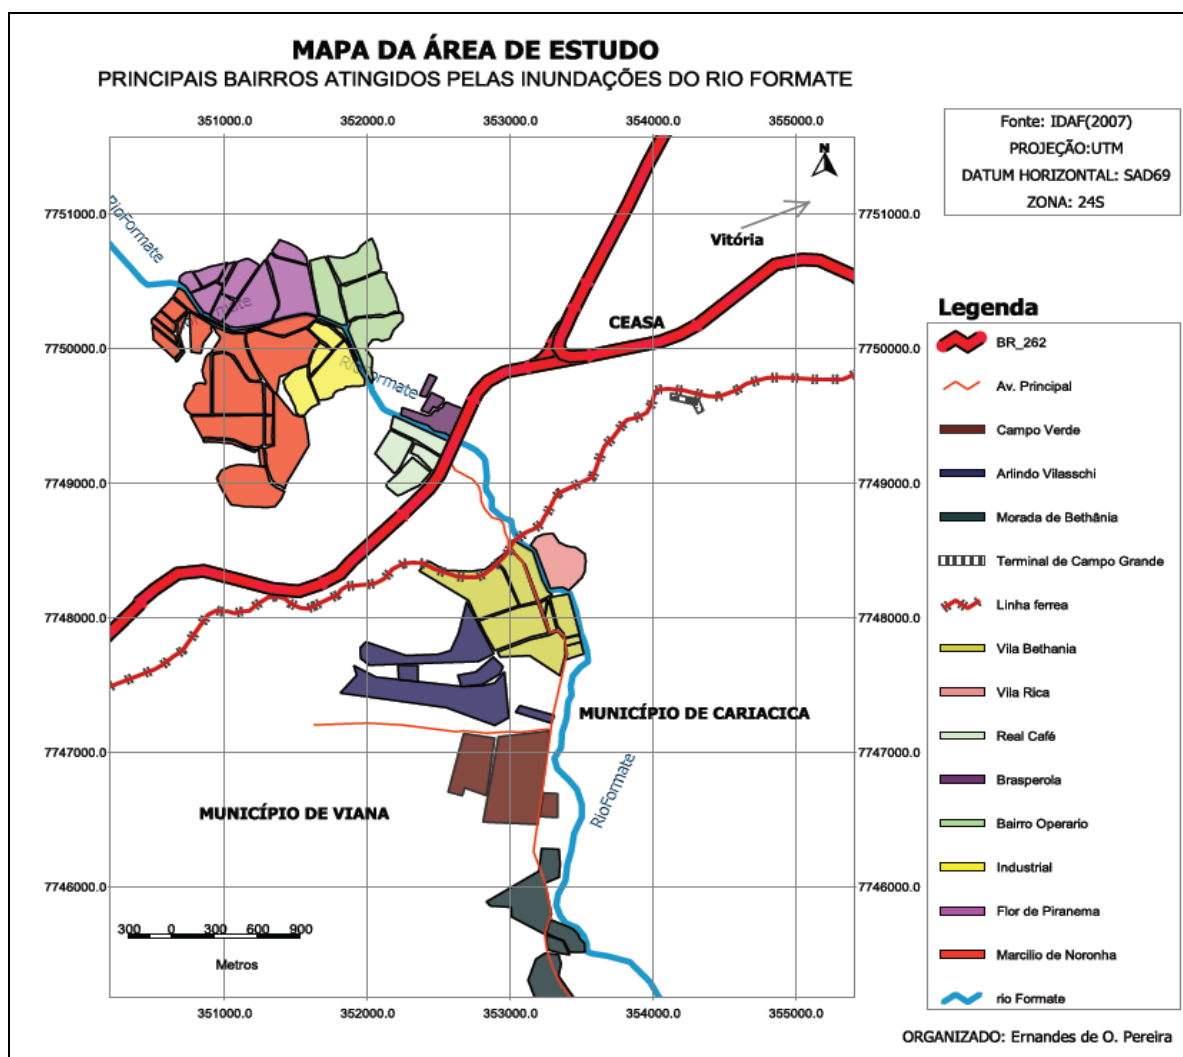 MAPA DA ÁREA DE ESTUDO
PRINCIPAIS BAIRROS ATINGIDOS PELAS INUNDAÇÕES DO RIO FORMATE
351000.0 352000.0 353000.0 354000.0 355000.0
Fonte: IDAF(2007)
PROJEÇÃO:UTM
DATUM HORIZONTAL: SAD69
ZONA: 24S
N
7751000.0 7751000.0
RioFormate
Vitória
Legenda
CEASA
BR_262
7750000.0 7750000.0
RioFormate
Av. Principal
Campo Verde
Arlindo Vilasschi
7749000.0 7749000.0
Morada de Bethânia
Terminal de Campo Grande
Linha ferrea
7748000.0 7748000.0
Vila Bethania
Vila Rica
MUNICÍPIO DE CARIACICA
Real Café
7747000.0 7747000.0
Brasperola
RioFormate
MUNICÍPIO DE VIANA
Bairro Operario
Industrial
7746000.0 7746000.0
Flor de Piranema
300 0 300 600 900
Metros
Marcilio de Noronha
rio Formate
351000.0 352000.0 353000.0 354000.0 355000.0
ORGANIZADO: Ernandes de O. Pereira